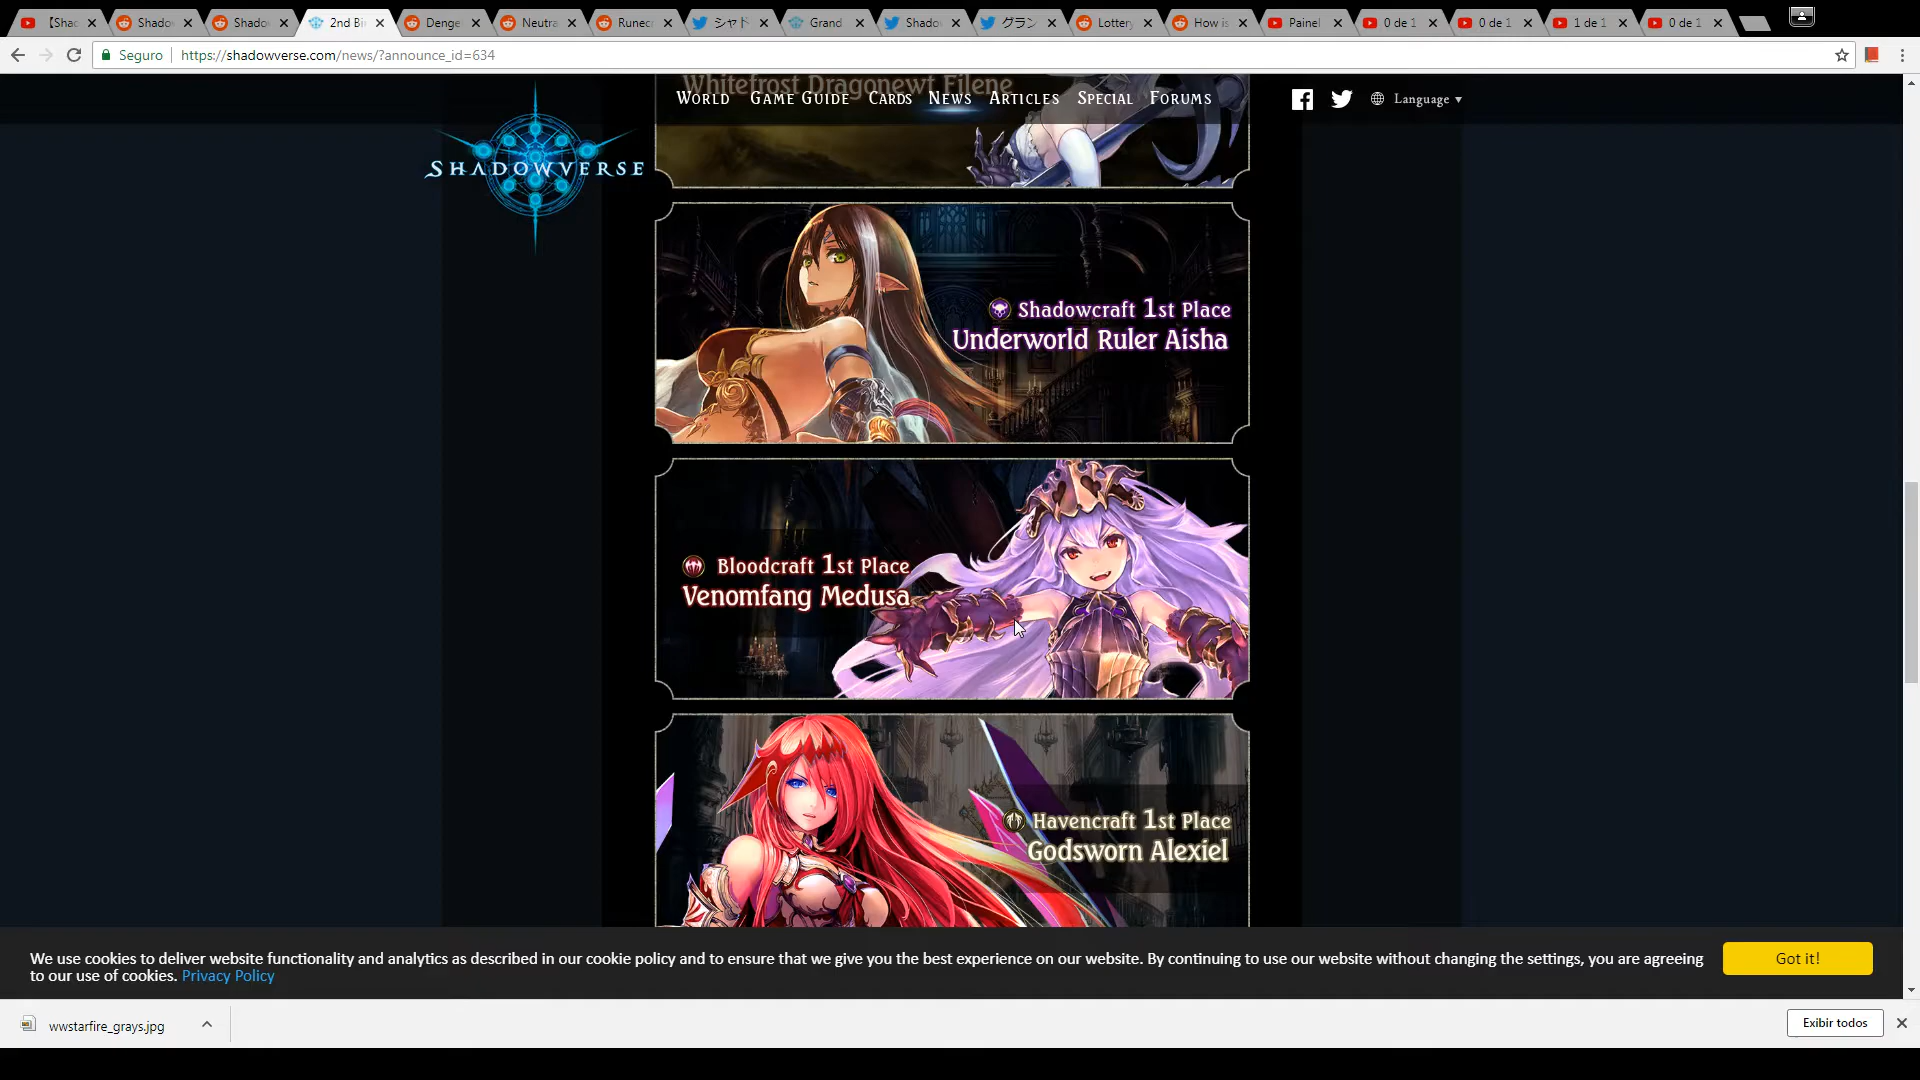 【Shac
Shado
Shado
2nd Bi
Denge
Neutra
Runec
シャド
Grand
Shado
グラン
Lottery
How is
Painel
0 de 1
0 de 1
1 de 1
0 de 1
Seguro https://shadowverse.com/news/?announce_id=634
Whitefrost Dragonewt Filene
WORLD GAME GUIDE CARDS NEWS ARTICLES SPECIAL FORUMS Language
SHADOWVERSE
Shadowcraft 1st Place
Underworld Ruler Aisha
Bloodcraft 1st Place
Venomfang Medusa
Havencraft 1st Place
Godsworn Alexiel
We use cookies to deliver website functionality and analytics as described in our cookie policy and to ensure that we give you the best experience on our website. By continuing to use our website without changing the settings, you are agreeing
to our use of cookies. Privacy Policy
Got it!
wwstarfire_grays.jpg
Exibir todos